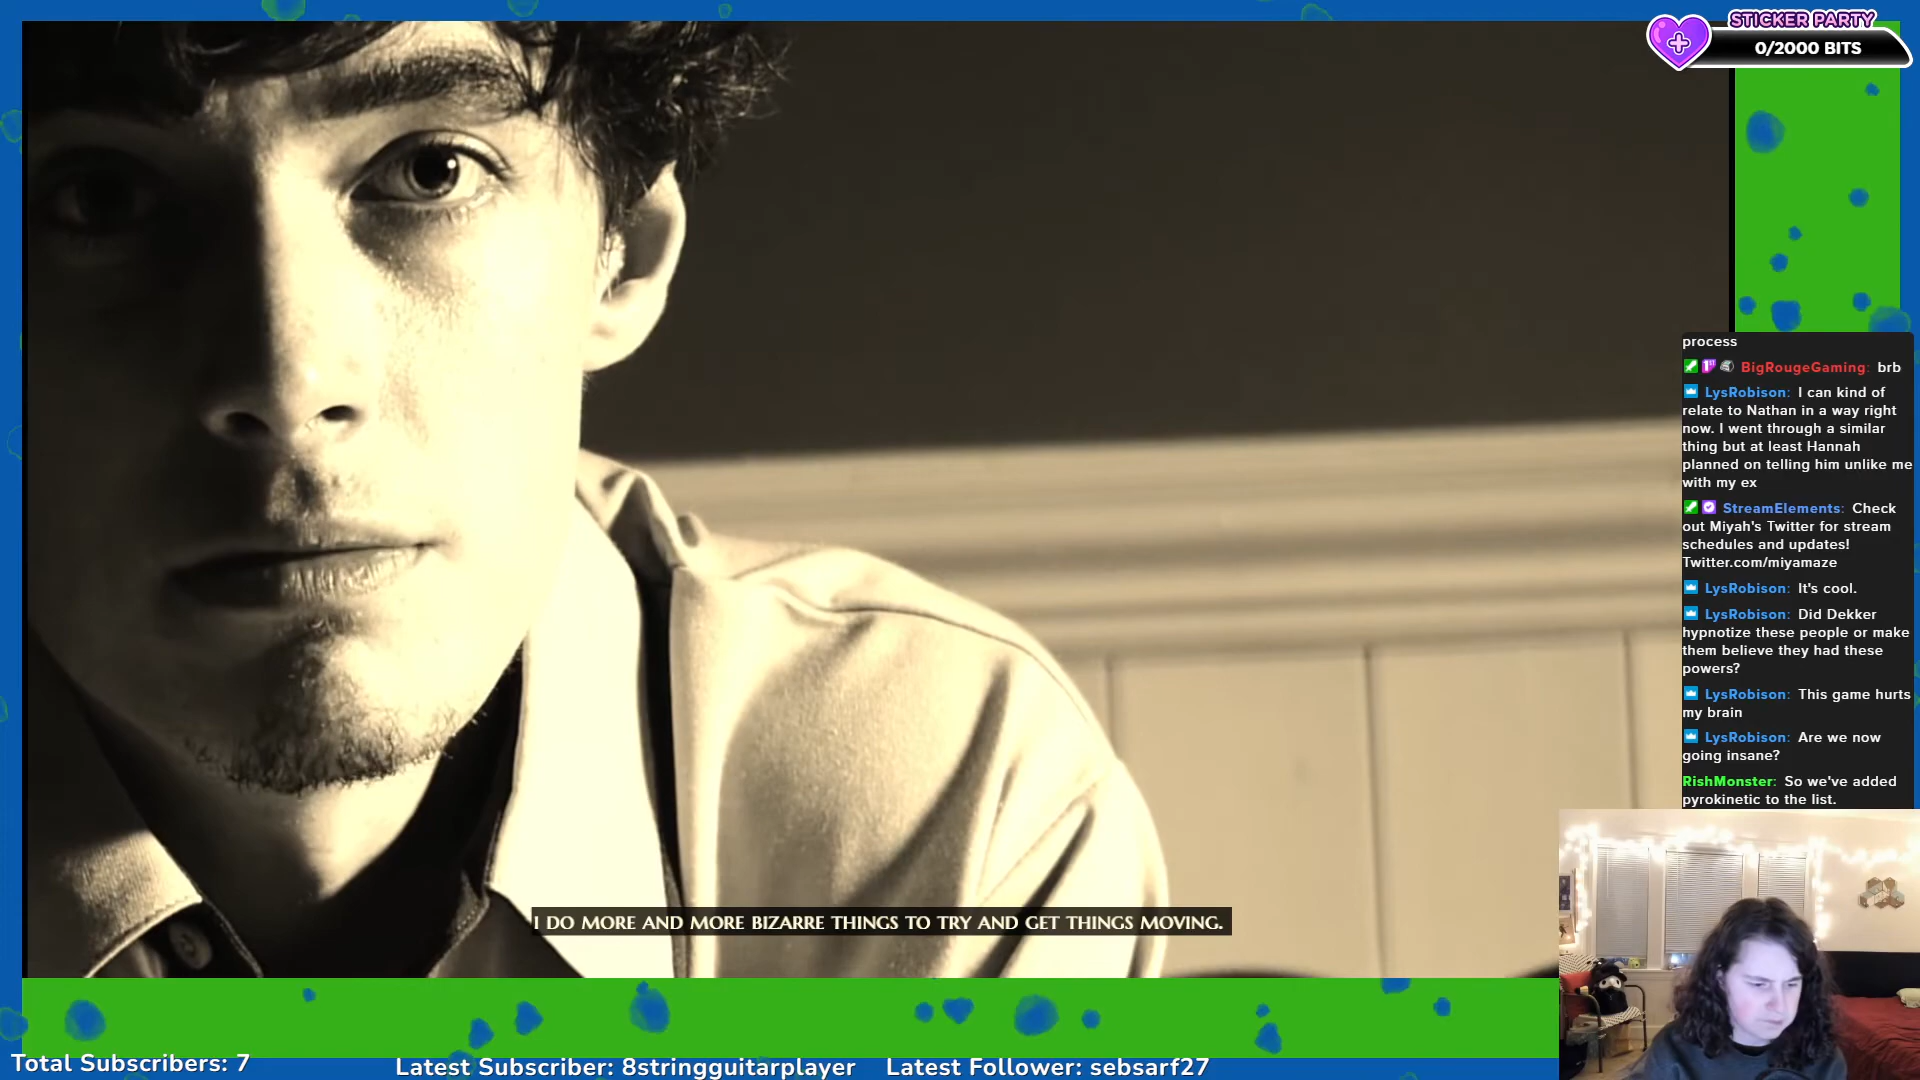 STICKER PARTY
0/2000 BITS
process
BigRougeGaming: brb
LysRobison: I can kind of
relate to Nathan in a way right
now. I went through a similar
thing but at least Hannah
planned on telling him unlike me
with my ex
StreamElements: Check
out Miyah's Twitter for stream
schedules and updates!
Twitter.com/miyamaze
LysRobison: It's cool.
LysRobison: Did Dekker
hypnotize these people or make
them believe they had these
powers?
LysRobison: This game hurts
my brain
LysRobison: Are we now
going insane?
RishMonster: So we've added
pyrokinetic to the list.
I DO MORE AND MORE BIZARRE THINGS TO TRY AND GET THINGS MOVING.
Total Subscribers: 7
Latest Subscriber: 8stringguitarplayer
Latest Follower: sebsarf27